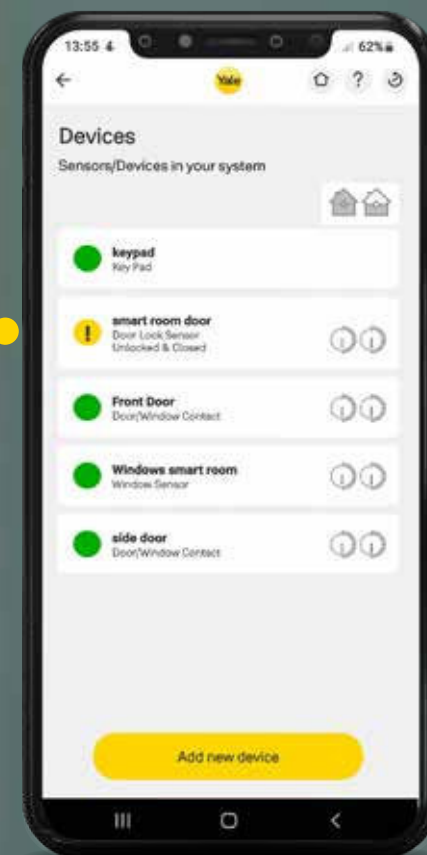 13:55
62%
Yale
Devices
Sensors/Devices in your system
keypad
Key Pad
smart room door
Door Lock Sensor
Unlocked & Closed
Front Door
Door/Window Contact
Windows smart room
Window Sensor
side door
Door/Window Contact
Add new device